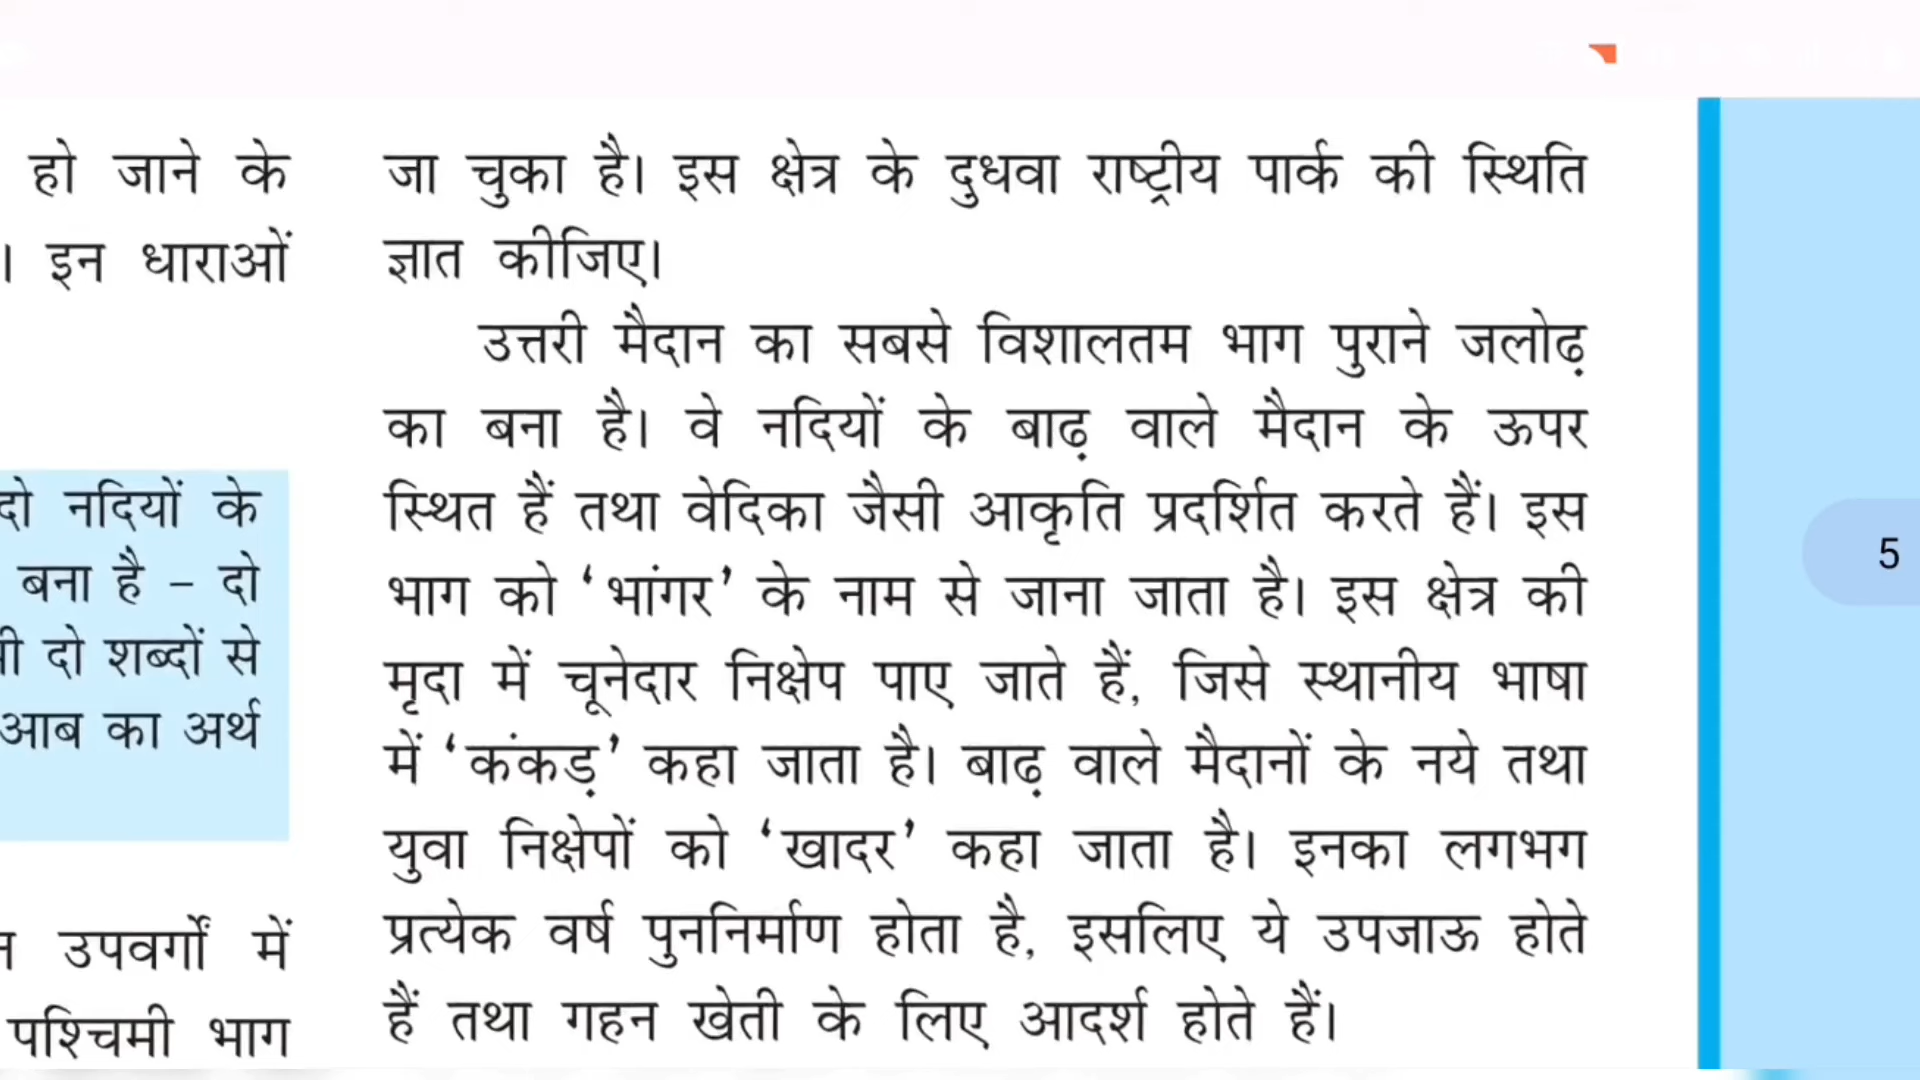 हो जाने के
। इन धाराओं
दो नदियों के
बना है – दो
दो शब्दों से
आब का अर्थ
उपवर्गों में
पश्चिमी भाग
जा चुका है। इस क्षेत्र के दुधवा राष्ट्रीय पार्क की स्थिति
ज्ञात कीजिए।
उत्तरी मैदान का सबसे विशालतम भाग पुराने जलोढ़
का बना है। वे नदियों के बाढ़ वाले मैदान के ऊपर
स्थित हैं तथा वेदिका जैसी आकृति प्रदर्शित करते हैं। इस
भाग को ‘भांगर’ के नाम से जाना जाता है। इस क्षेत्र की
मृदा में चूनेदार निक्षेप पाए जाते हैं, जिसे स्थानीय भाषा
में ‘कंकड़’ कहा जाता है। बाढ़ वाले मैदानों के नये तथा
युवा निक्षेपों को ‘खादर’ कहा जाता है। इनका लगभग
प्रत्येक वर्ष पुननिर्माण होता है, इसलिए ये उपजाऊ होते
हैं तथा गहन खेती के लिए आदर्श होते हैं।
5